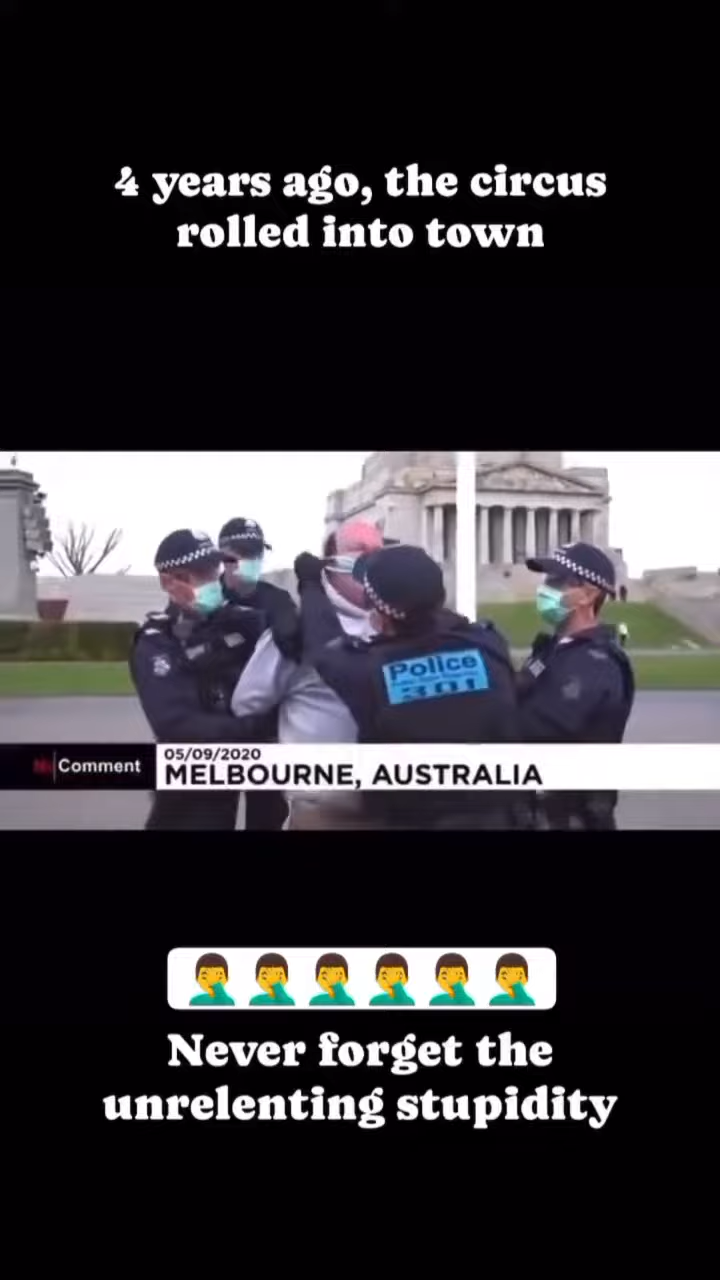 4 years ago, the circus
rolled into town
Police
301
Comment
05/09/2020
MELBOURNE, AUSTRALIA
Never forget the
unrelenting stupidity